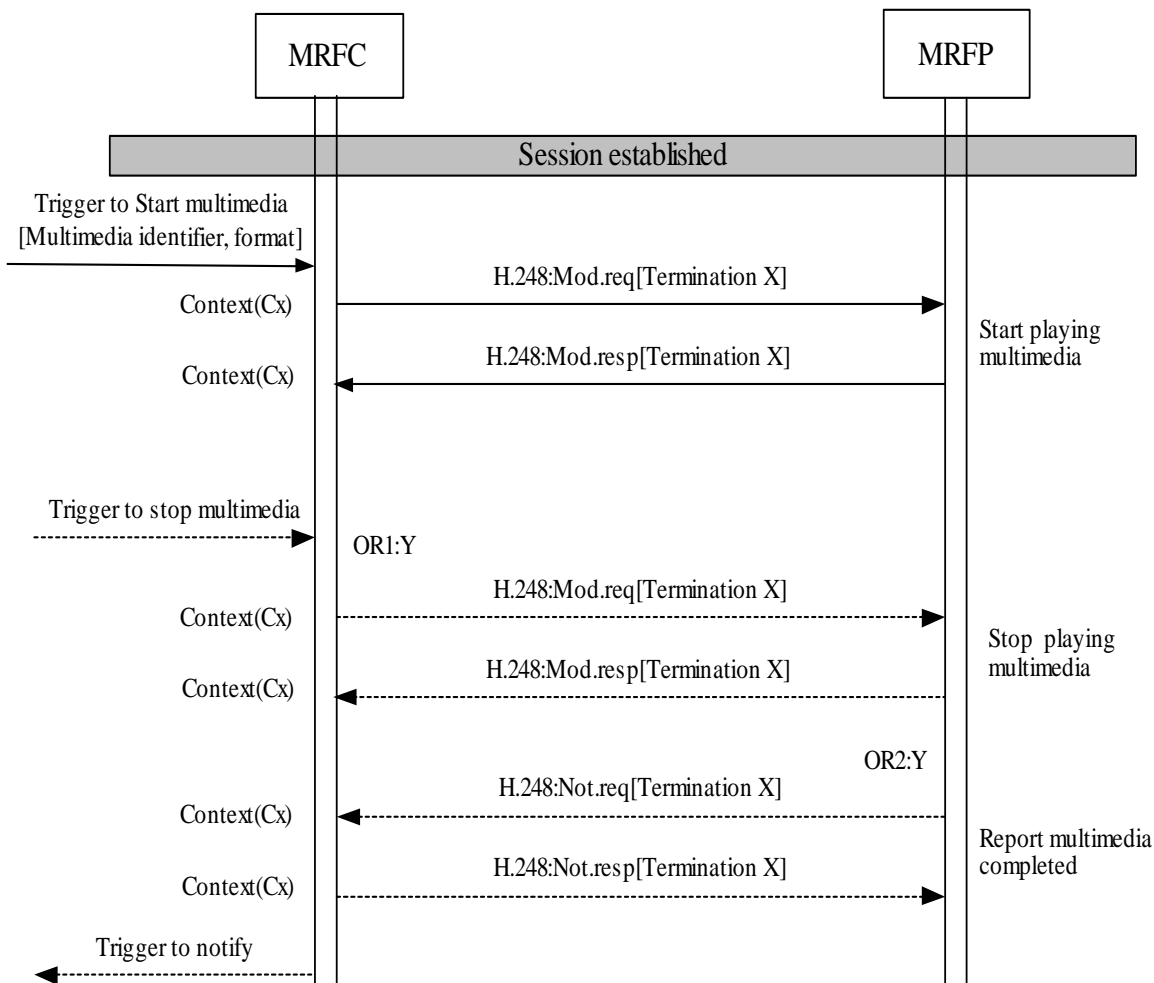 MRFC
MRFP
Session established
Trigger to Start multimedia
[Multimedia identifier, format]
H.248:Mod.req[Termination X]
Context(Cx)
Start playing
multimedia
H.248:Mod.resp[Termination X]
Context(Cx)
Trigger to stop multimedia
OR1:Y
H.248:Mod.req[Termination X]
Context(Cx)
Stop playing
multimedia
H.248:Mod.resp[Termination X]
Context(Cx)
OR2:Y
H.248:Not.req[Termination X]
Context(Cx)
Report multimedia
completed
H.248:Not.resp[Termination X]
Context(Cx)
Trigger to notify